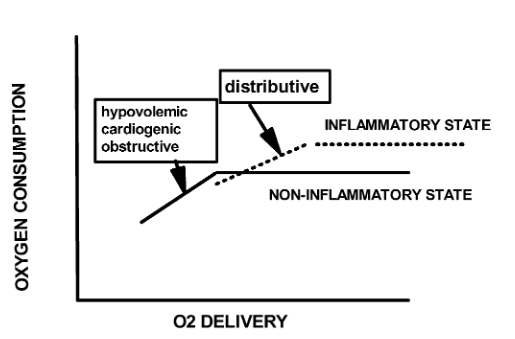 distributive
hypovolemic
cardiogenic
obstructive
INFLAMMATORY STATE
NON-INFLAMMATORY STATE
OXYGEN CONSUMPTION
O2 DELIVERY